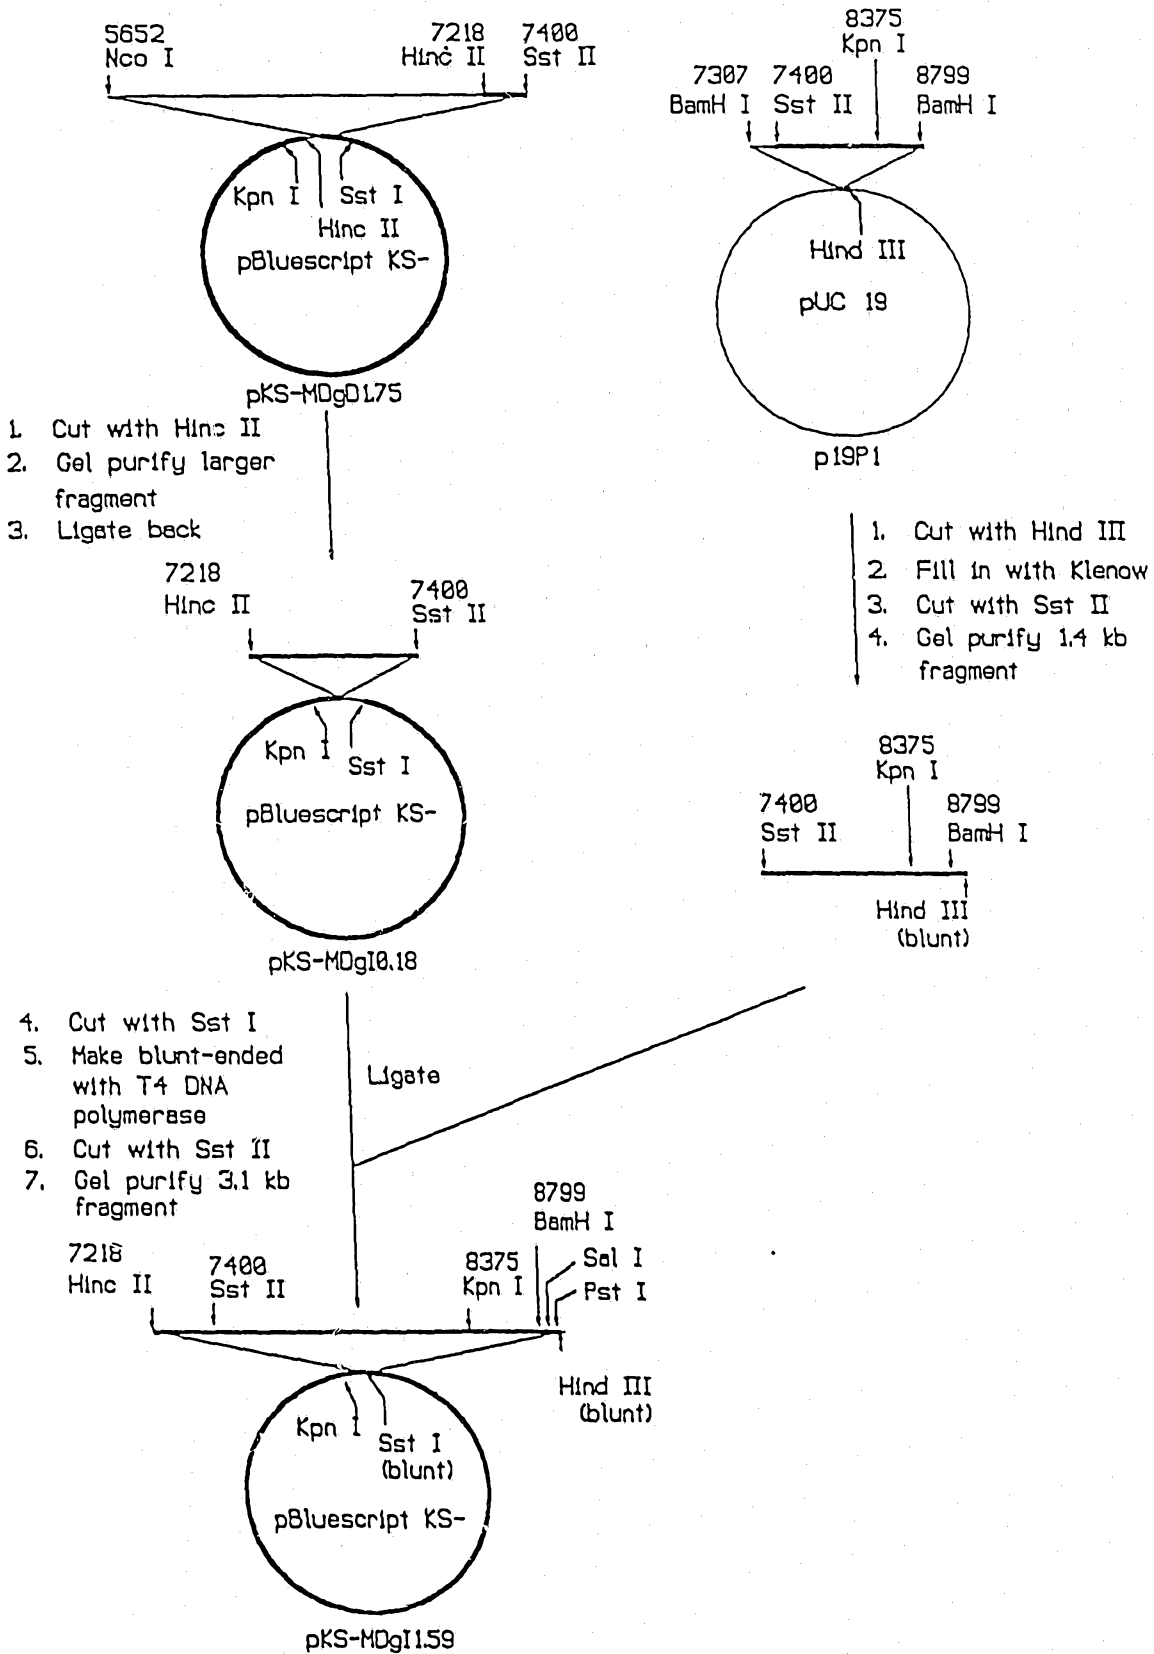 5652
Nco I
7218
Hinc II
7400
Sst II
Kpn I
Sst I
Hinc II
pBluescript KS-
pKS-MDgD1.75
8375
Kpn I
7307
BamH I
7400
Sst II
8799
BamH I
Hind III
pUC 19
p19P1
1. Cut with Hinc II
2. Gel purify larger
fragment
3. Ligate back
1. Cut with Hind III
2. Fill in with Klenow
3. Cut with Sst II
4. Gel purify 1.4 kb
fragment
7218
Hinc II
7400
Sst II
Kpn I
Sst I
pBluescript KS-
pKS-MDgI0.18
8375
Kpn I
7400
Sst II
8799
BamH I
Hind III
(blunt)
4. Cut with Sst I
5. Make blunt-ended
with T4 DNA
polymerase
6. Cut with Sst II
7. Gel purify 3.1 kb
fragment
Ligate
7218
Hinc II
7400
Sst II
8375
Kpn I
8799
BamH I
Sal I
Pst I
Hind III
(blunt)
Kpn I
Sst I
(blunt)
pBluescript KS-
pKS-MDgI1.59